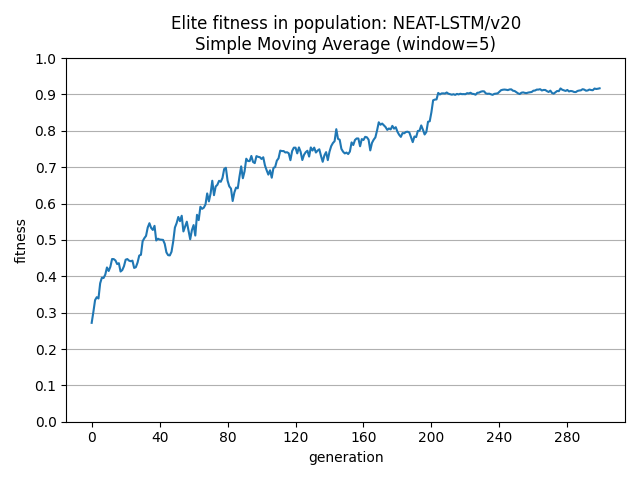 Elite fitness in population: NEAT-LSTM/v20
Simple Moving Average (window=5)
1.0
0.9
0.8
0.7
0.6
0.5
0.4
0.3
0.2
0.1
0.0
fitness
0 40 80 120 160 200 240 280
generation